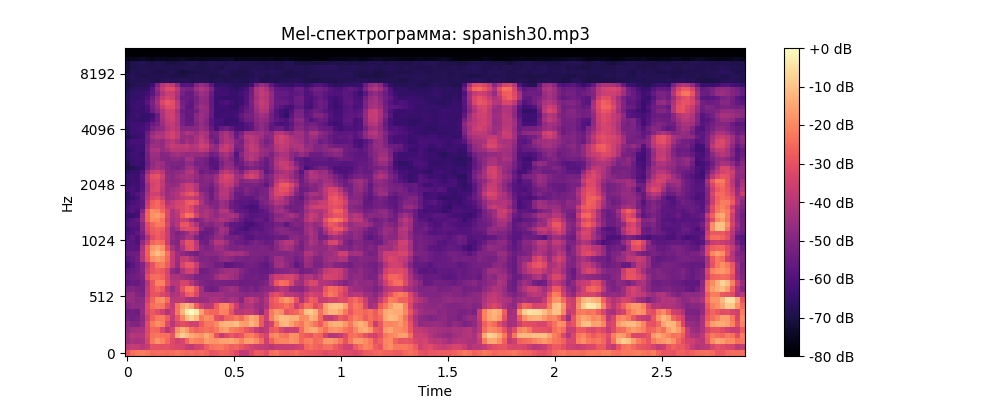 Mel-спектрограмма: spanish30.mp3
8192
4096
2048
1024
512
0
Hz
0
0.5
1
1.5
2
2.5
Time
+0 dB
-10 dB
-20 dB
-30 dB
-40 dB
-50 dB
-60 dB
-70 dB
-80 dB